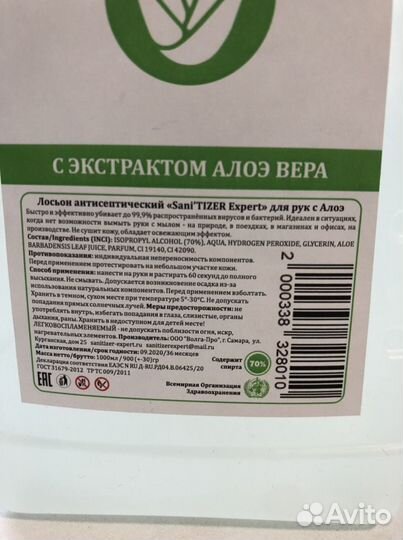 С ЭКСТРАКТОМ АЛОЭ ВЕРА
Лосьон антисептический «Sani'TIZER Expert» для рук с Алоэ
Быстро и эффективно убивает до 99,9% распространённых вирусов и бактерий. Идеален в ситуациях,
когда нет возможности вымыть руки с мылом - на природе, в поездках, в магазинах и офисах, на
производстве. Не сушит кожу, обладает освежающим эффектом.
Состав/Ingredients (INCI): ISOPROPYL ALCOHOL (70%), AQUA, HYDROGEN PEROXIDE, GLYCERIN, ALOE
BARBADENSIS LEAF JUICE, PARFUM, CI 19140, CI 42090.
Противопоказания: индивидуальная непереносимость компонентов.
Перед применением протестировать на небольшом участке кожи.
Способ применения: нанести на руки и растирать 60 секунд до полного
высыхания. Не смывать. Допускается возникновение осадка из-за
использования натуральных компонентов. Перед применением взболтать.
Хранить в темном, сухом месте при температуре 5°-30°C. Не допускать
попадания прямых солнечных лучей. Меры предосторожности: не
употреблять внутрь, избегать попадания в глаза, слизистые, органы
дыхания, раны. Хранить в недоступном для детей месте!
ЛЕГКОВОСПЛАМЕНЯЕМЫЙ - не допускать поблизости огня, искр,
нагревательных элементов. Производитель: ООО "Волга-Про", г. Самара, ул.
Курганская, дом 25 sanitizer-expert.ru sanitizerexpert@mail.ru
Дата изготовления/срок годности: 09.2020/36 месяцев
Масса нетто/брутто: 1000мл / 900 (+-30)гр
Декларация соответствия ЕАЭС N RU Д-RU.РД04.В.06425/20
ГОСТ 31679-2012 ТР ТС 009/2011
EAC
Содержит
спирта
70%
Всемирная Организация
Здравоохранения
2 000338 328010
Avito